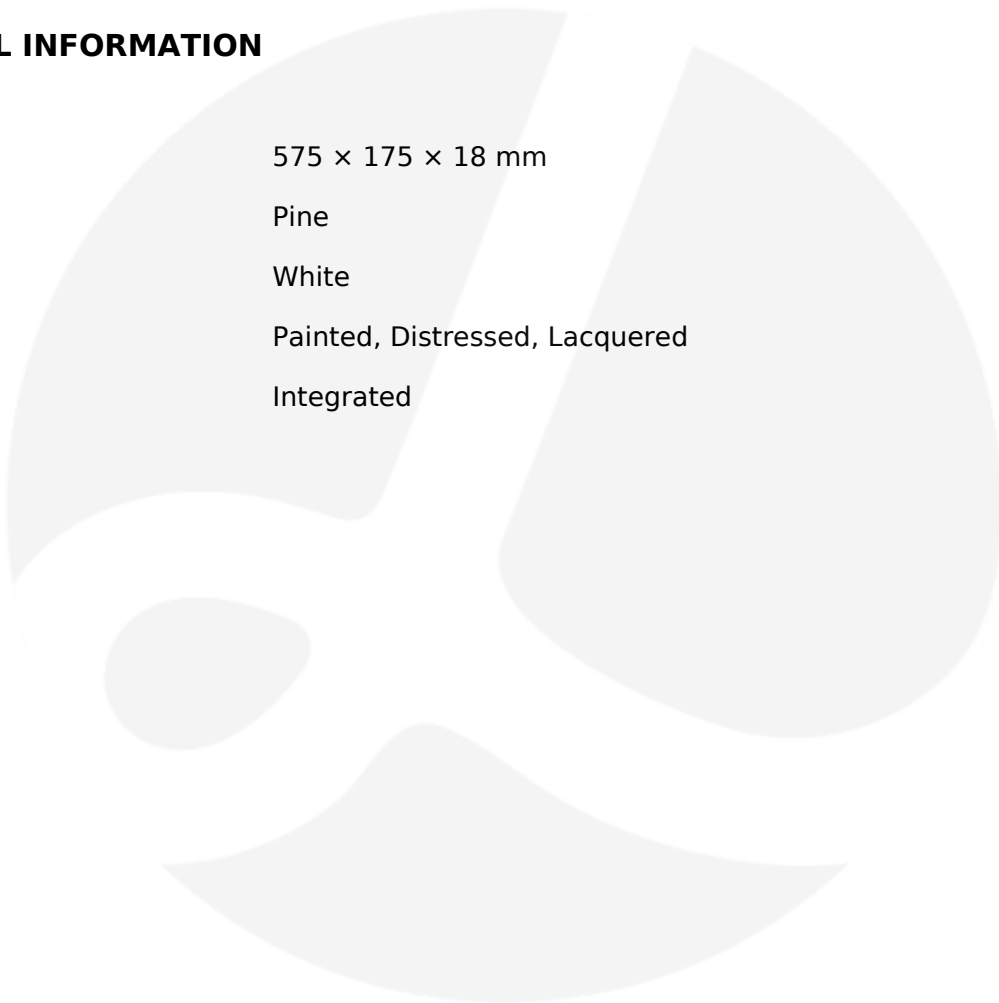 L INFORMATION
575 × 175 × 18 mm
Pine
White
Painted, Distressed, Lacquered
Integrated